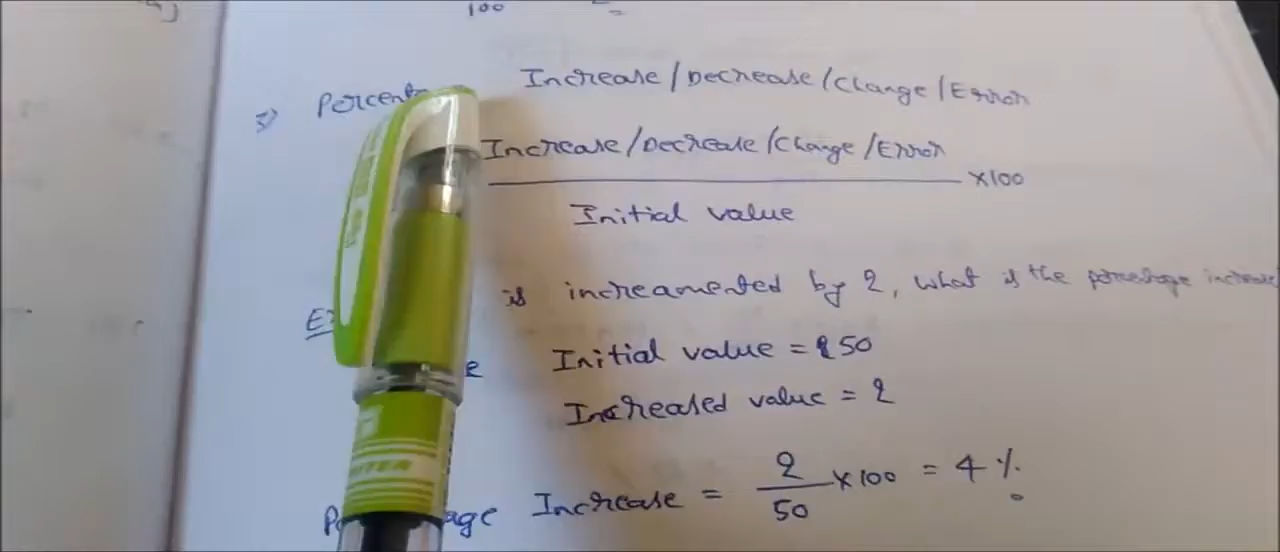 100
5) Increase/Decrease/Change/Error
Increase/Decrease/Change/Error
x100
Initial value
is increamented by 2, what is the percentage increase
Initial value = 50
Increased value = 2
Increase = 2/50 x100 = 4%